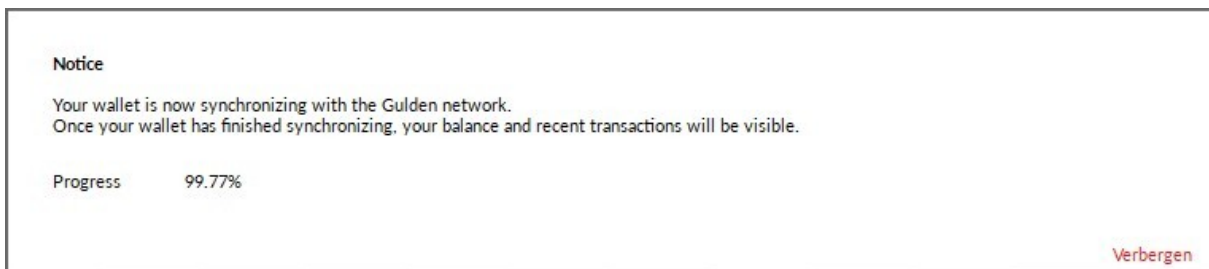 Notice
Your wallet is now synchronizing with the Gulden network.
Once your wallet has finished synchronizing, your balance and recent transactions will be visible.
Progress 99.77%
Verbergen